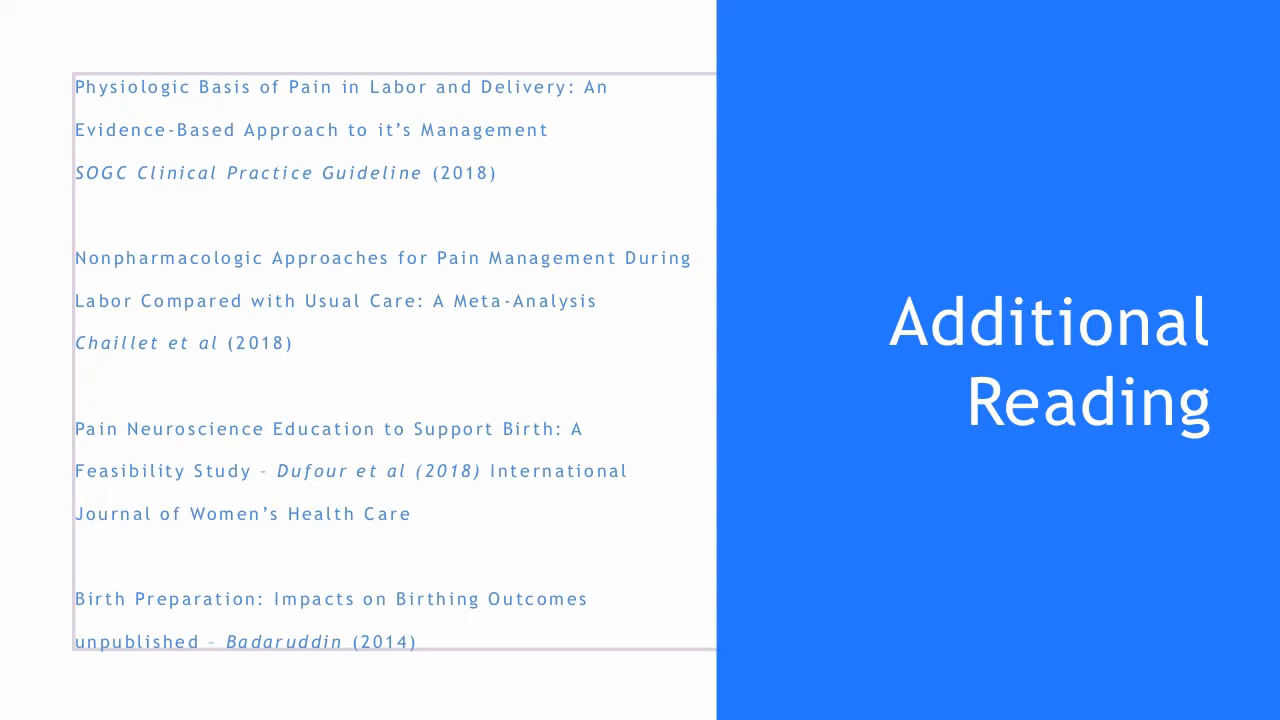 Physiologic Basis of Pain in Labor and Delivery: An
Evidence-Based Approach to it’s Management
SOGC Clinical Practice Guideline (2018)
Nonpharmacologic Approaches for Pain Management During
Labor Compared with Usual Care: A Meta-Analysis
Chaillet et al (2018)
Pain Neuroscience Education to Support Birth: A
Feasibility Study – Dufour et al (2018) International
Journal of Women’s Health Care
Birth Preparation: Impacts on Birthing Outcomes
unpublished – Badaruddin (2014)
Additional
Reading